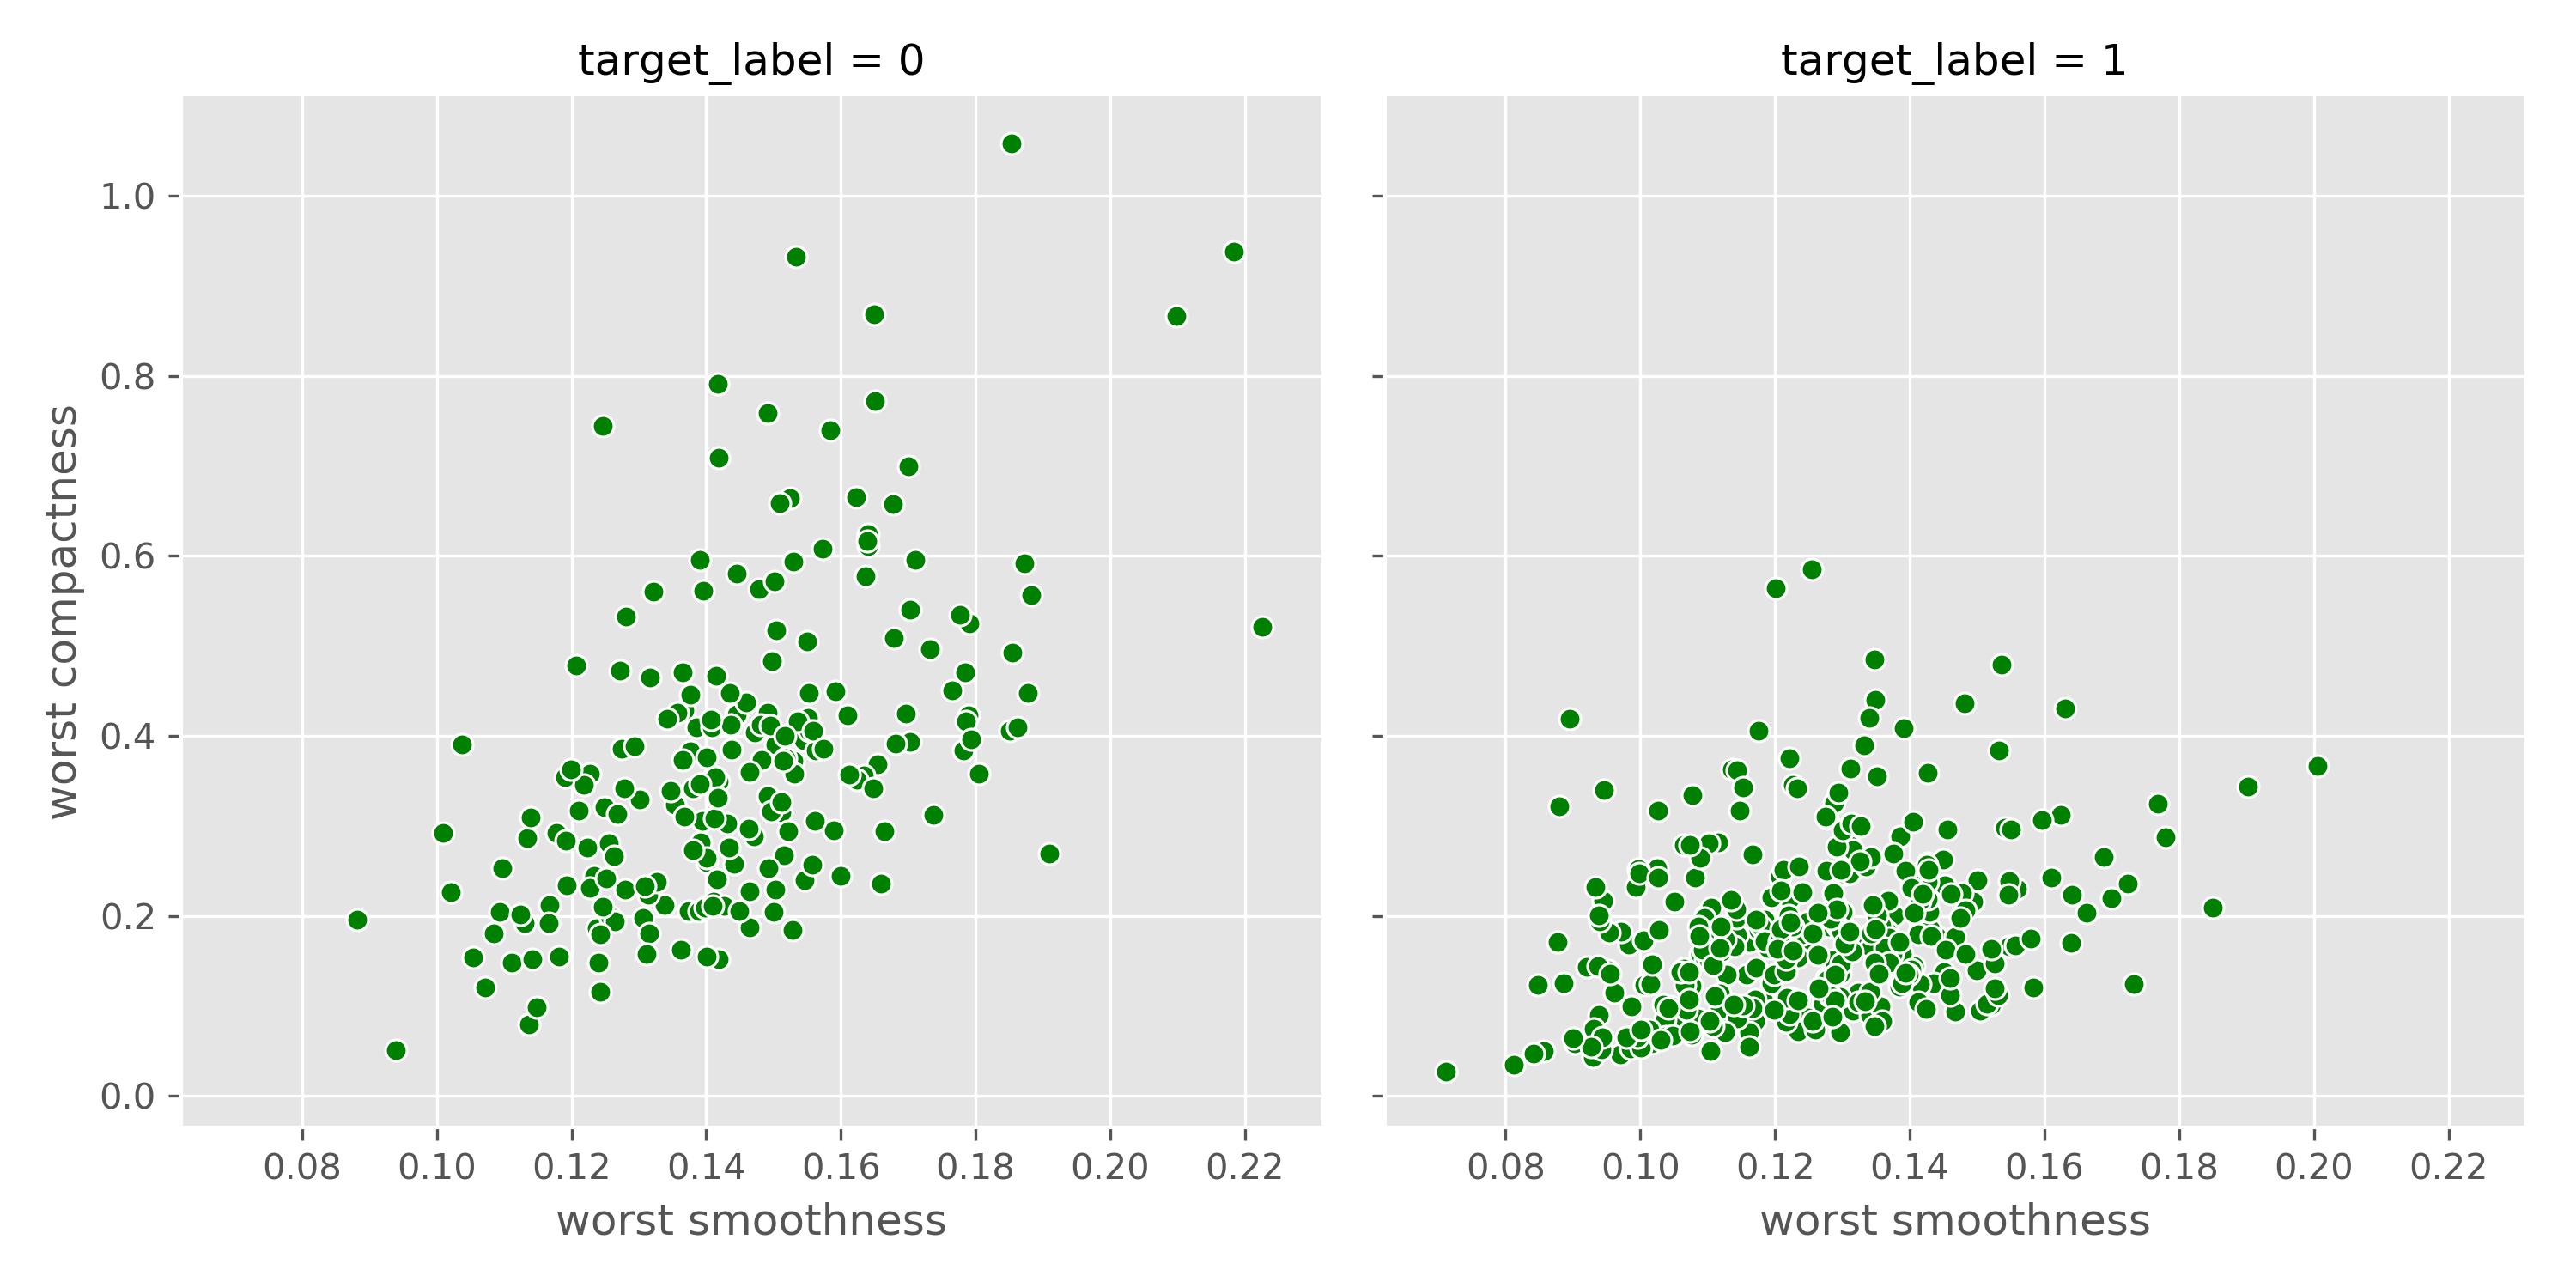 target_label = 0
target_label = 1
worst compactness
1.0
0.8
0.6
0.4
0.2
0.0
0.08 0.10 0.12 0.14 0.16 0.18 0.20 0.22
0.08 0.10 0.12 0.14 0.16 0.18 0.20 0.22
worst smoothness
worst smoothness